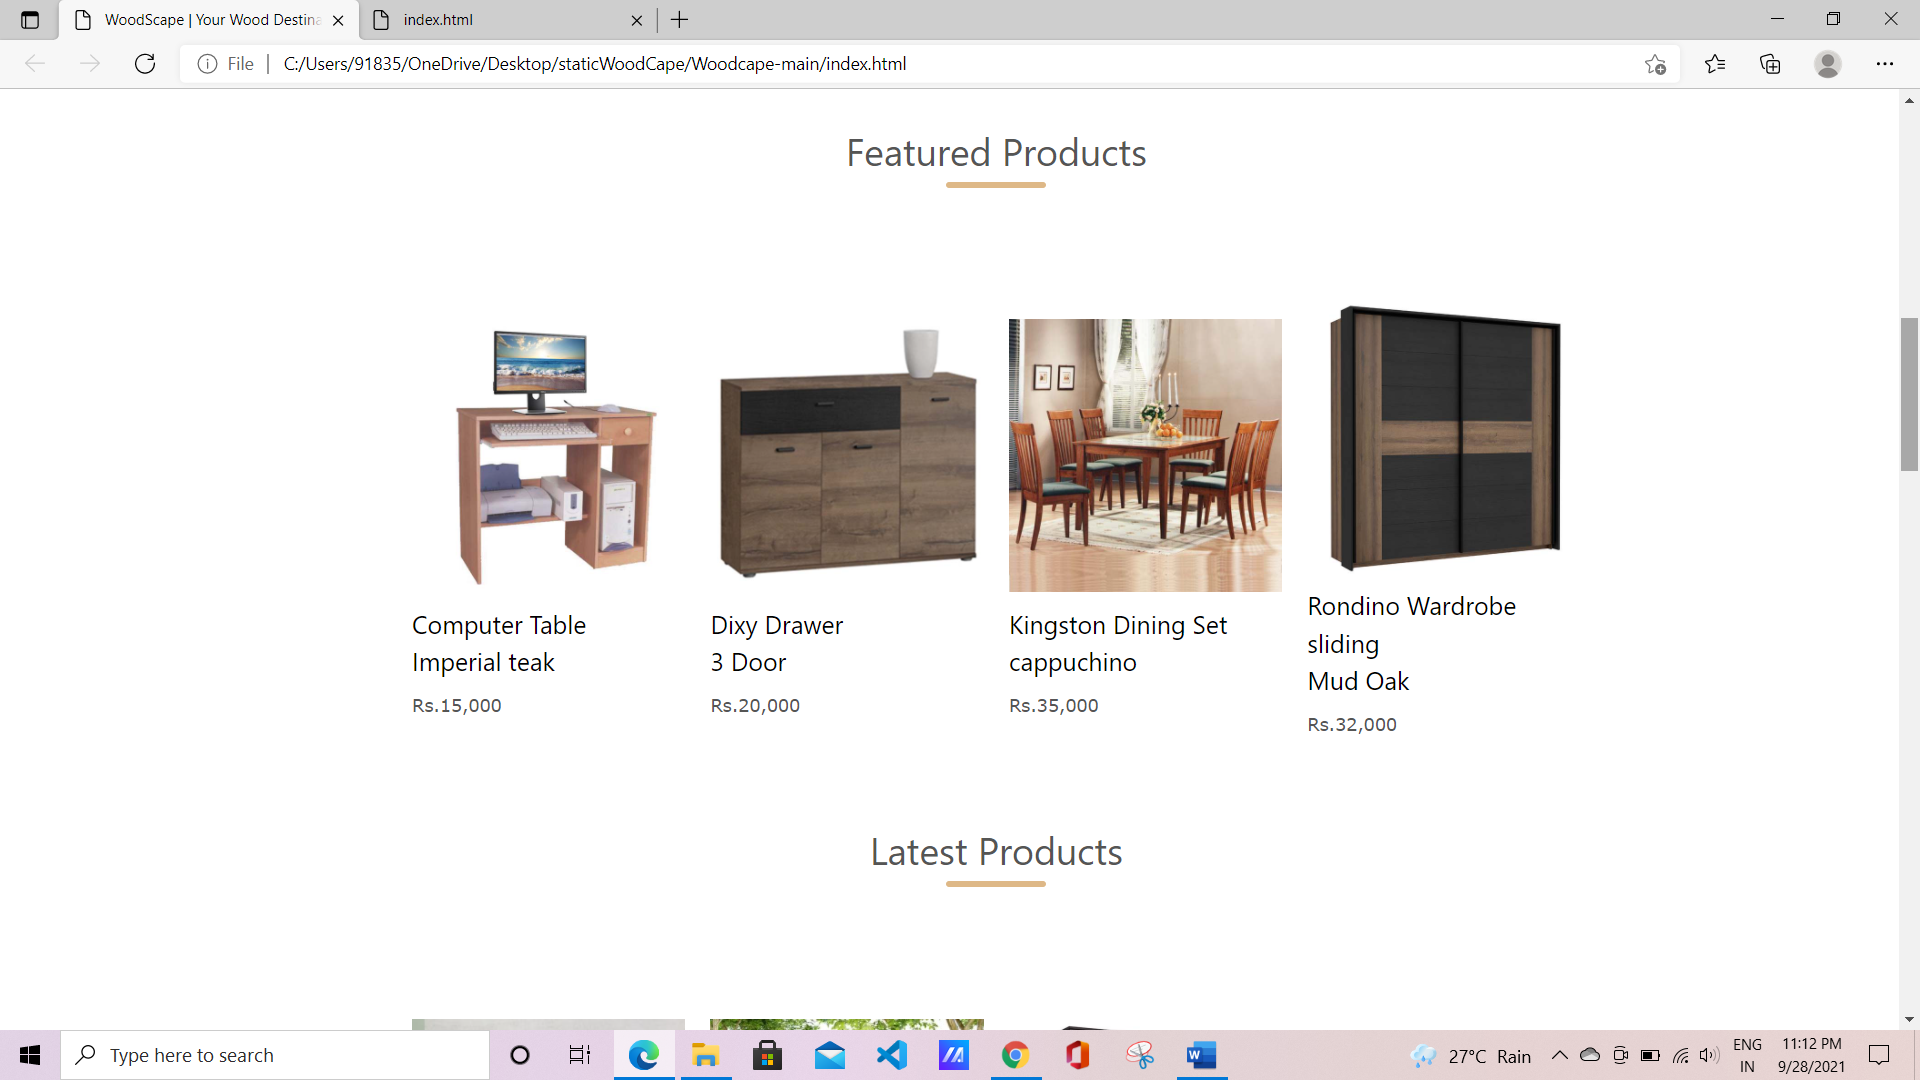 WoodScape | Your Wood Destina
index.html
File
C:/Users/91835/OneDrive/Desktop/staticWoodCape/Woodcape-main/index.html
Featured Products
Computer Table
Imperial teak
Rs.15,000
Dixy Drawer
3 Door
Rs.20,000
Kingston Dining Set
cappuchino
Rs.35,000
Rondino Wardrobe
sliding
Mud Oak
Rs.32,000
Latest Products
Type here to search
27°C Rain
ENG
IN
11:12 PM
9/28/2021